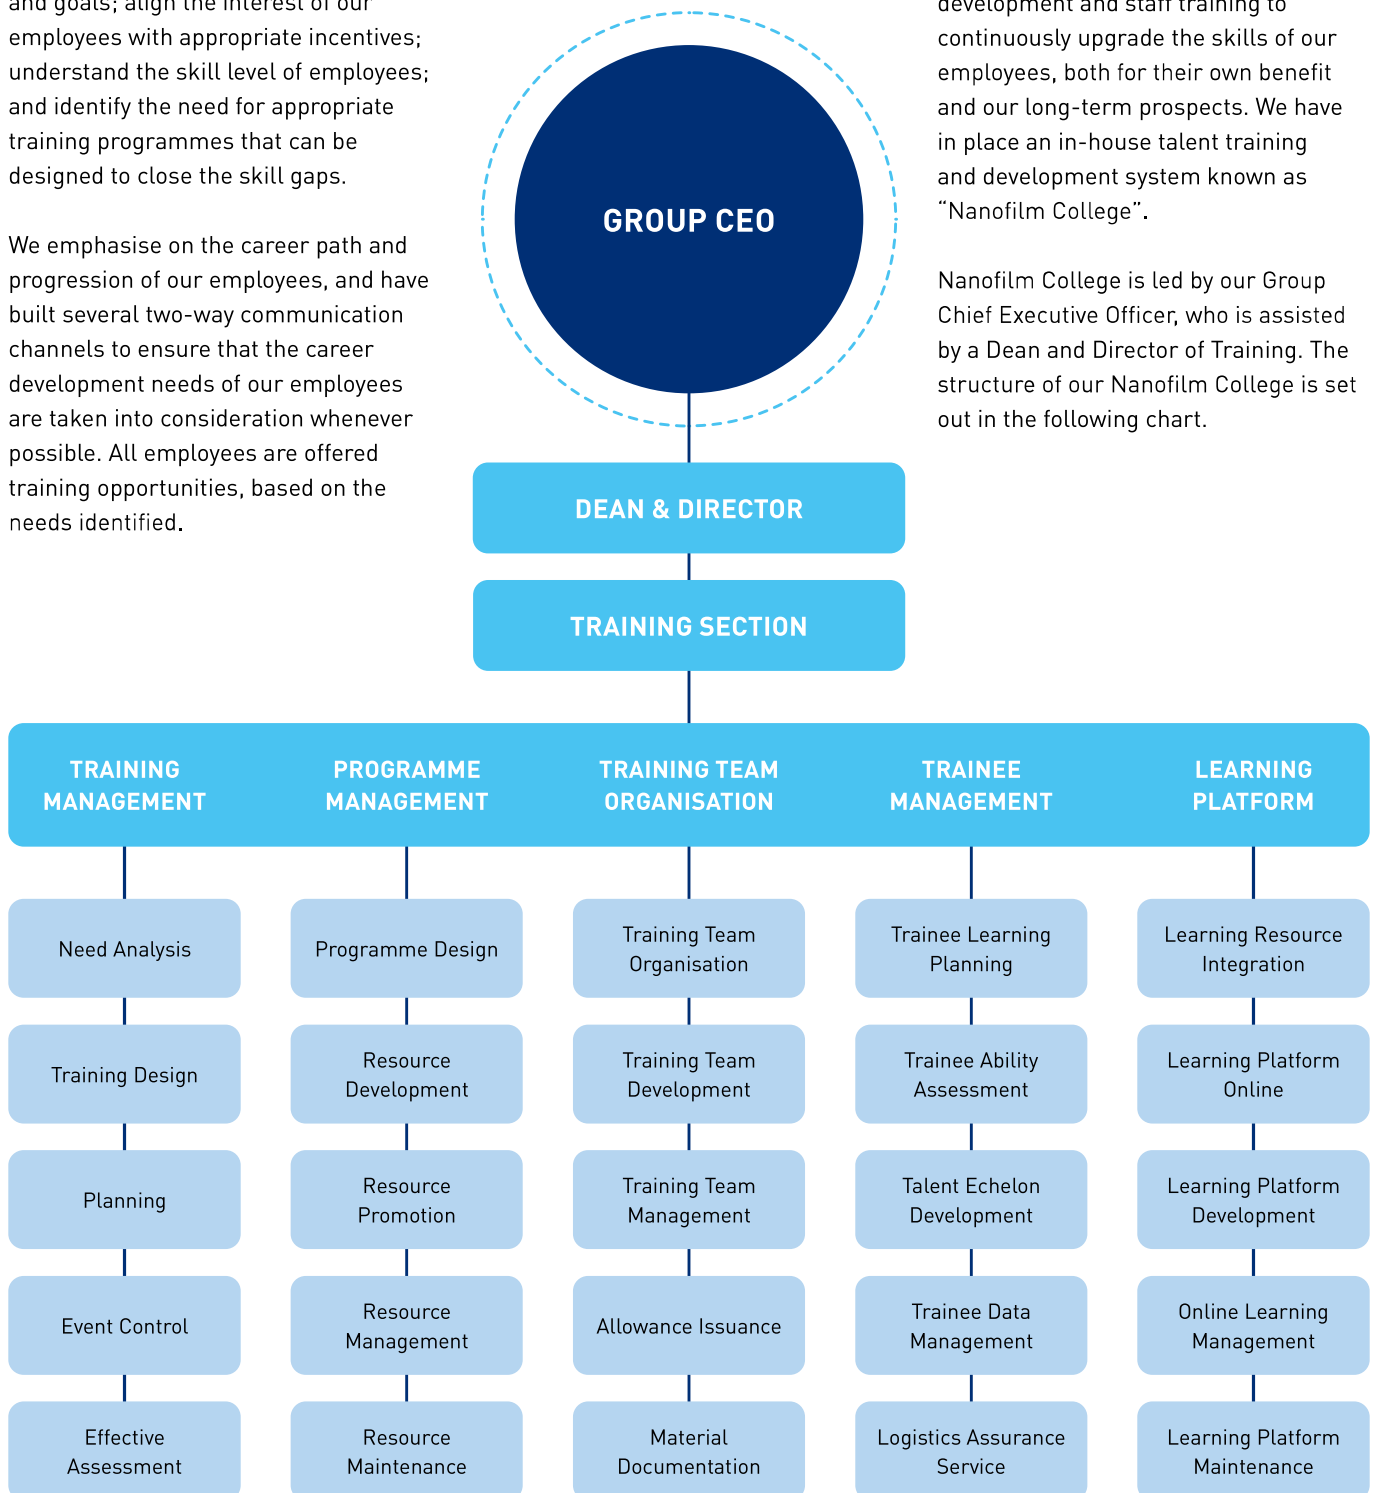 and goals; align the interest of our
employees with appropriate incentives;
understand the skill level of employees;
and identify the need for appropriate
training programmes that can be
designed to close the skill gaps.
We emphasise on the career path and
progression of our employees, and have
built several two-way communication
channels to ensure that the career
development needs of our employees
are taken into consideration whenever
possible. All employees are offered
training opportunities, based on the
needs identified.
development and staff training to
continuously upgrade the skills of our
employees, both for their own benefit
and our long-term prospects. We have
in place an in-house talent training
and development system known as
“Nanofilm College”.
Nanofilm College is led by our Group
Chief Executive Officer, who is assisted
by a Dean and Director of Training. The
structure of our Nanofilm College is set
out in the following chart.
GROUP CEO
DEAN & DIRECTOR
TRAINING SECTION
TRAINING
MANAGEMENT
Need Analysis
Training Design
Planning
Event Control
Effective
Assessment
PROGRAMME
MANAGEMENT
Programme Design
Resource
Development
Resource
Promotion
Resource
Management
Resource
Maintenance
TRAINING TEAM
ORGANISATION
Training Team
Organisation
Training Team
Development
Training Team
Management
Allowance Issuance
Material
Documentation
TRAINEE
MANAGEMENT
Trainee Learning
Planning
Trainee Ability
Assessment
Talent Echelon
Development
Trainee Data
Management
Logistics Assurance
Service
LEARNING
PLATFORM
Learning Resource
Integration
Learning Platform
Online
Learning Platform
Development
Online Learning
Management
Learning Platform
Maintenance